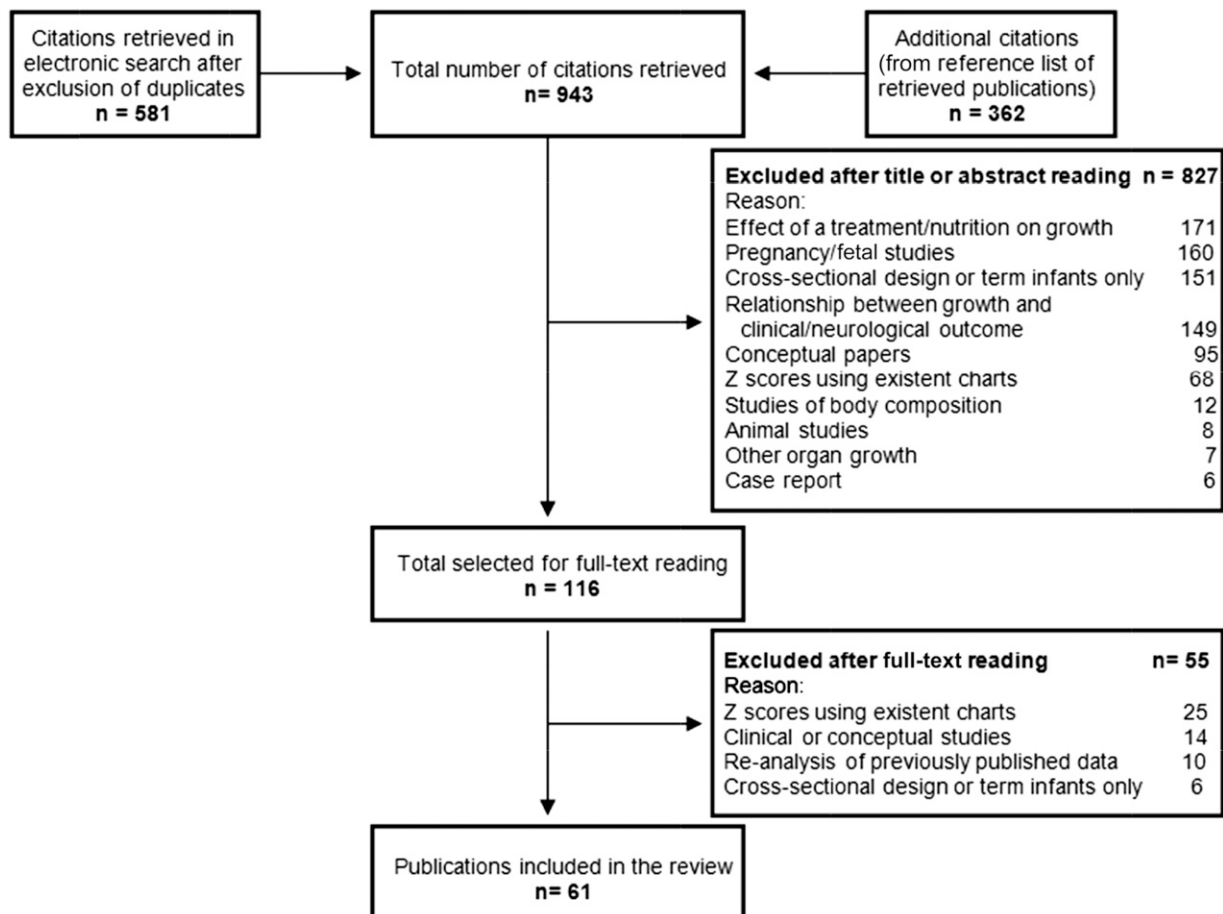 Citations retrieved in
electronic search after
exclusion of duplicates
n = 581
Total number of citations retrieved
n= 943
Additional citations
(from reference list of
retrieved publications)
n = 362
Excluded after title or abstract reading n = 827
Reason:
Effect of a treatment/nutrition on growth 171
Pregnancy/fetal studies 160
Cross-sectional design or term infants only 151
Relationship between growth and
clinical/neurological outcome 149
Conceptual papers 95
Z scores using existent charts 68
Studies of body composition 12
Animal studies 8
Other organ growth 7
Case report 6
Total selected for full-text reading
n = 116
Excluded after full-text reading n= 55
Reason:
Z scores using existent charts 25
Clinical or conceptual studies 14
Re-analysis of previously published data 10
Cross-sectional design or term infants only 6
Publications included in the review
n= 61